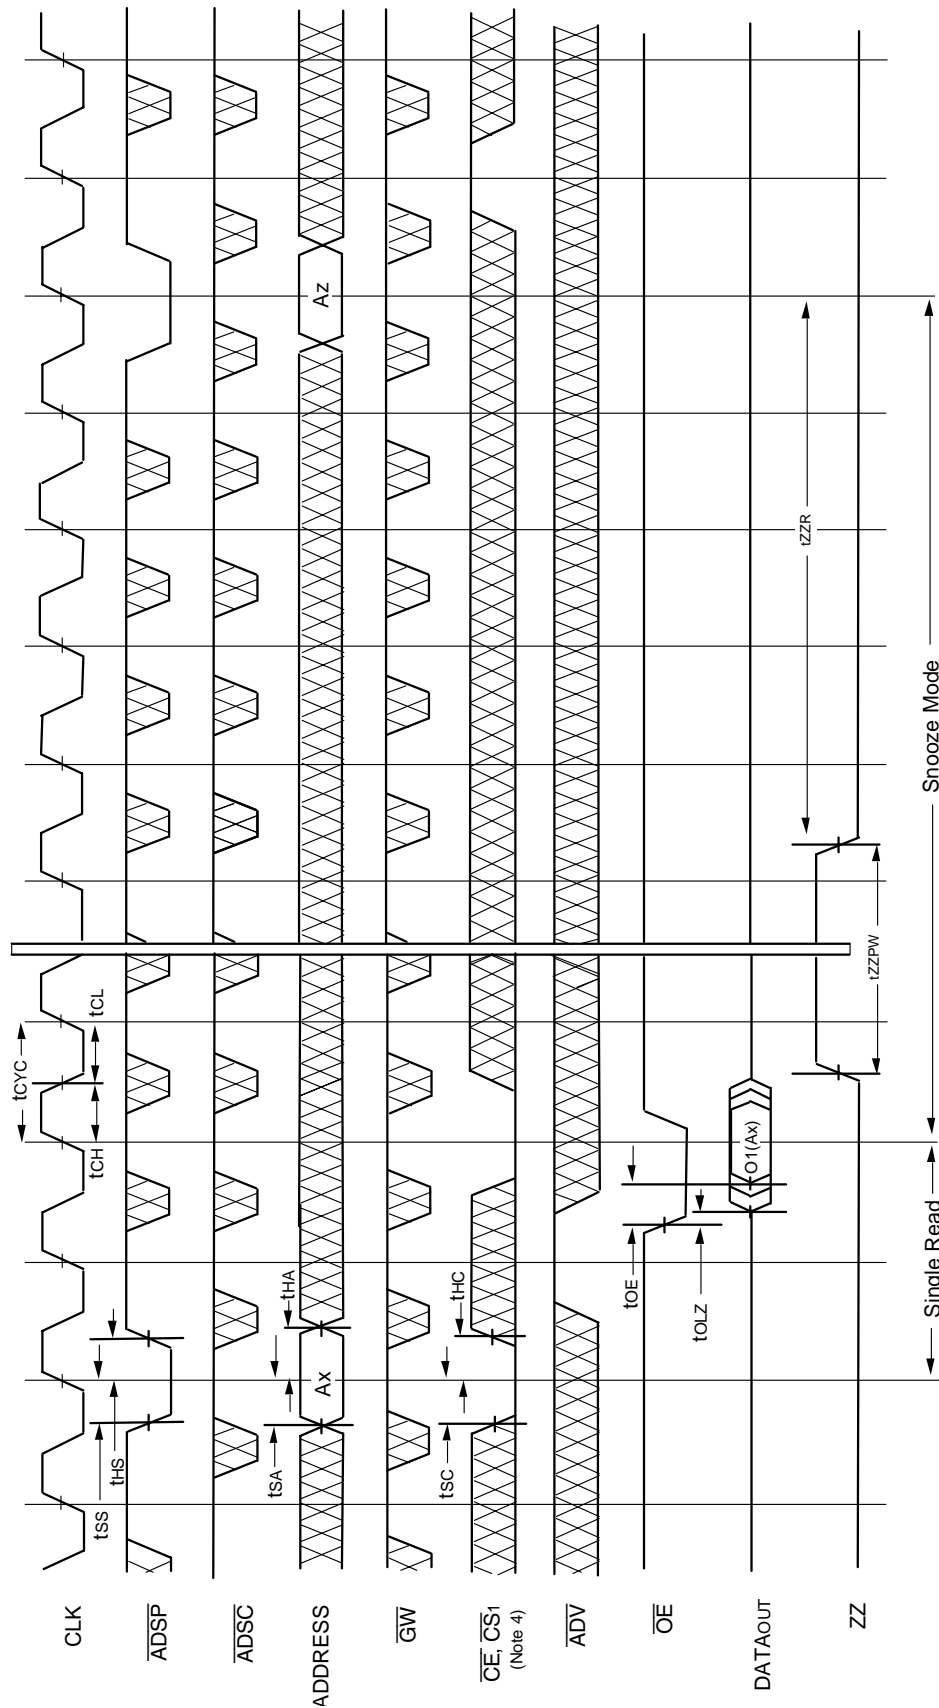 CLK
ADSP
ADSC
ADDRESS
GW
CE, CS1
(Note 4)
ADV
OE
DATAOUT
ZZ
tCYC
tCH
tCL
tSS
tHS
tSA
tHA
Ax
Az
tSC
tHC
tOE
tOLZ
O1(Ax)
tZZPW
tZZR
Single Read
Snooze Mode